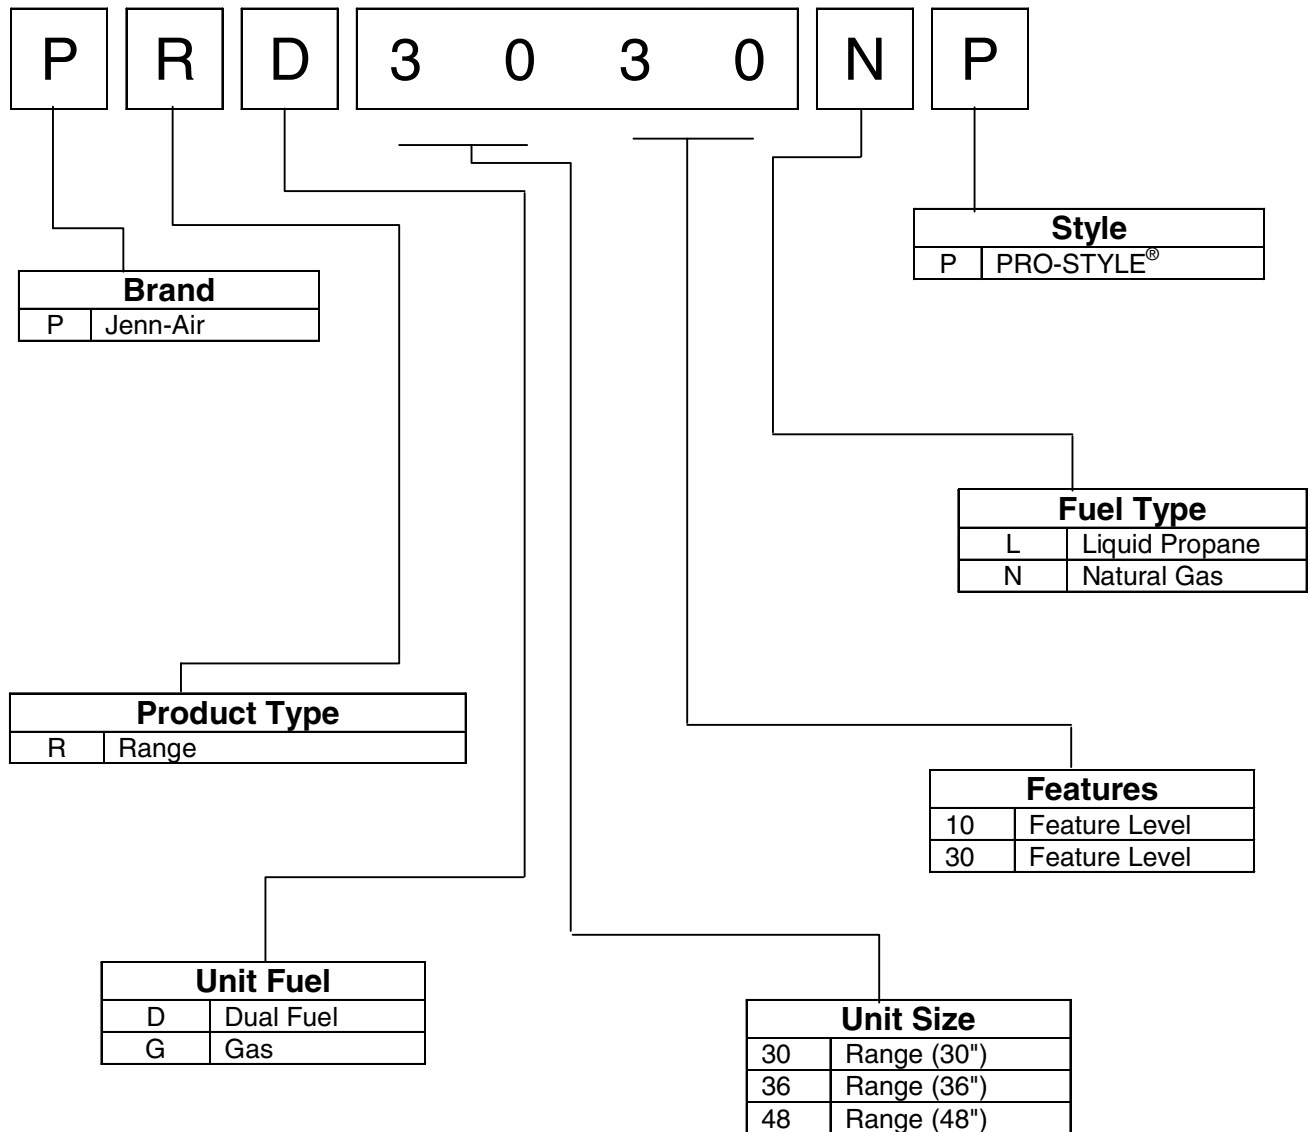 P R D 3 0 3 0 N P
Style
P PRO-STYLE®
Brand
P Jenn-Air
Fuel Type
L Liquid Propane
N Natural Gas
Product Type
R Range
Features
10 Feature Level
30 Feature Level
Unit Fuel
D Dual Fuel
G Gas
Unit Size
30 Range (30")
36 Range (36")
48 Range (48")